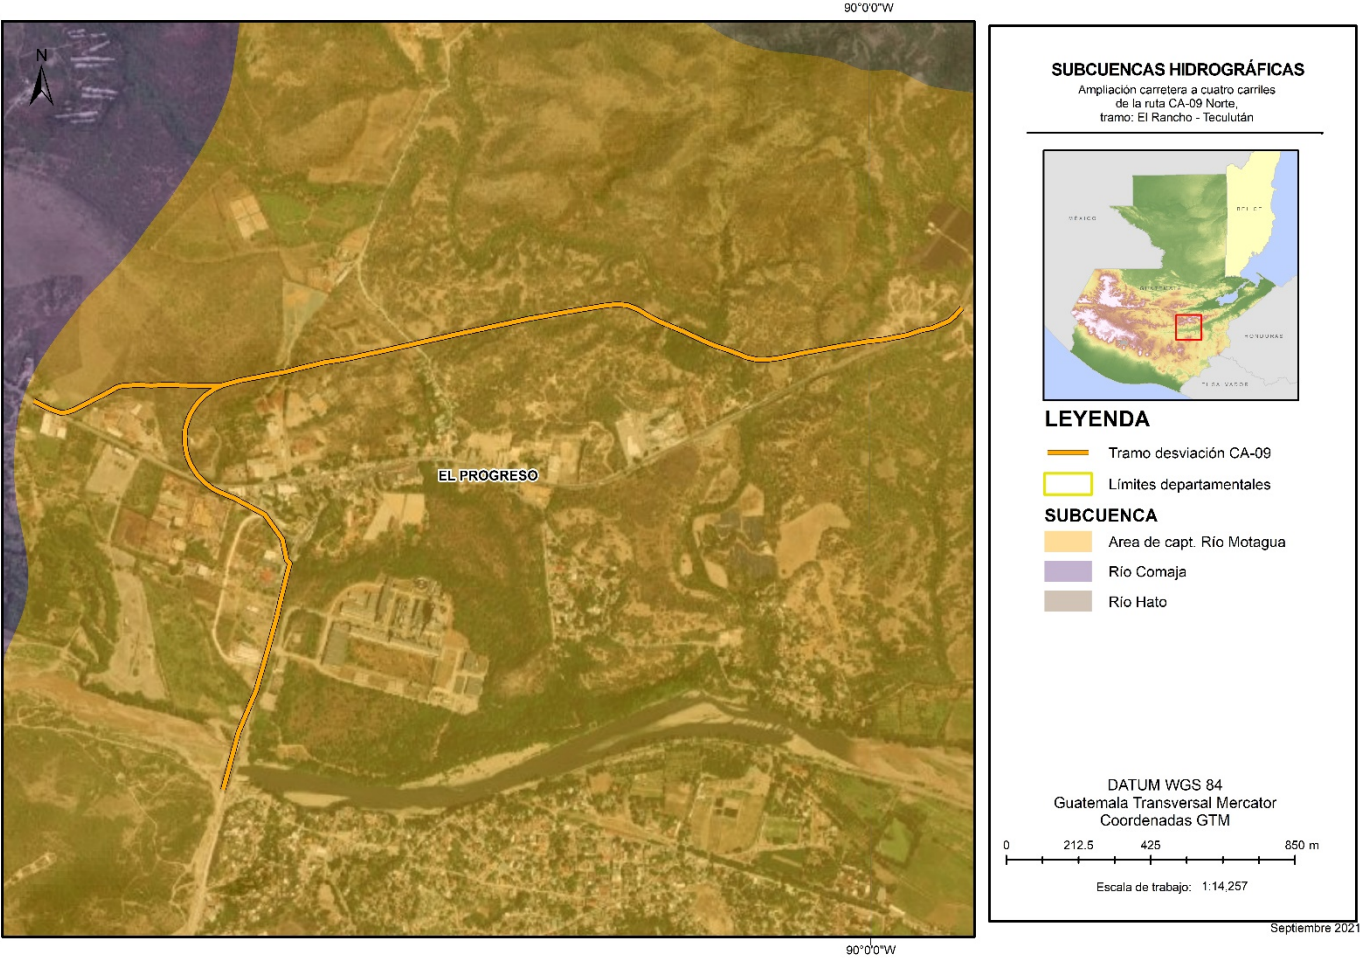 90°0'0"W
N
EL PROGRESO
90°0'0"W
SUBCUENCAS HIDROGRÁFICAS
Ampliación carretera a cuatro carriles
de la ruta CA-09 Norte,
tramo: El Rancho - Teculután
MÉXICO
BELICE
GUATEMALA
HONDURAS
EL SALVADOR
LEYENDA
Tramo desviación CA-09
Límites departamentales
SUBCUENCA
Area de capt. Río Motagua
Río Comaja
Río Hato
DATUM WGS 84
Guatemala Transversal Mercator
Coordenadas GTM
0 212.5 425 850 m
Escala de trabajo: 1:14,257
Septiembre 2021